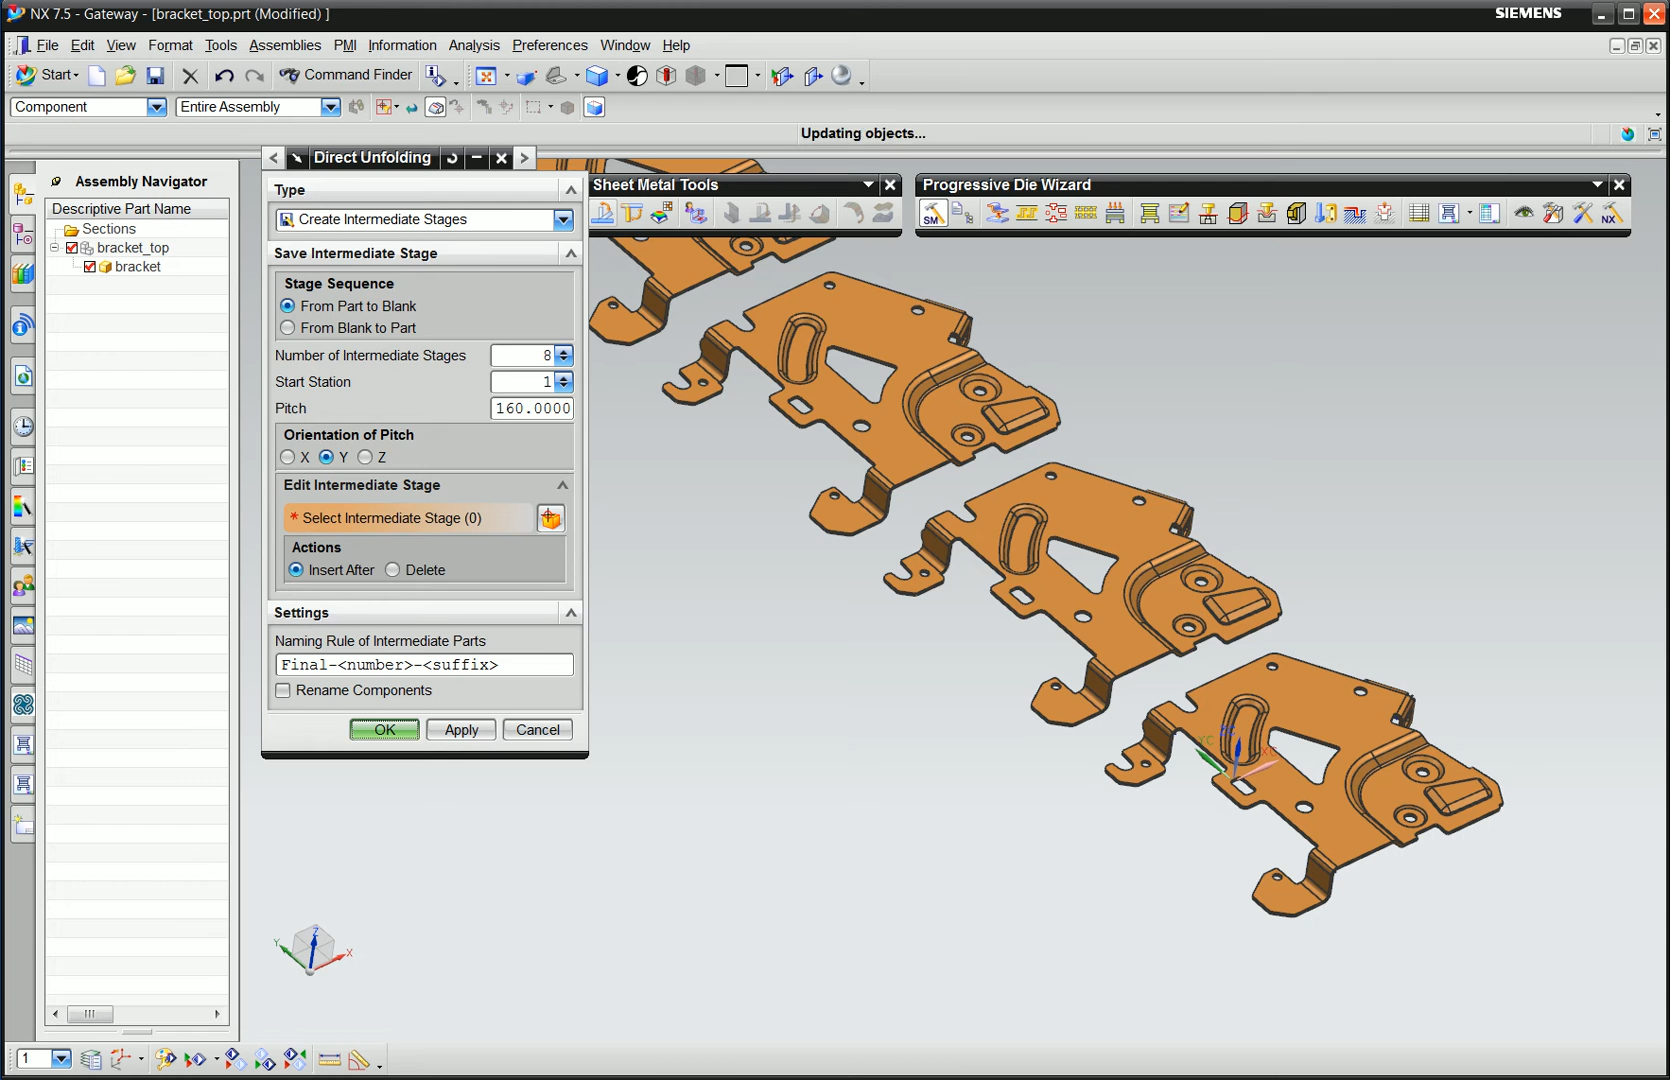 NX 7.5 - Gateway - [bracket_top.prt (Modified) ]
SIEMENS
File Edit View Format Tools Assemblies PMI Information Analysis Preferences Window Help
Start
Command Finder
Component
Entire Assembly
Updating objects...
Direct Unfolding
Sheet Metal Tools
Progressive Die Wizard
SM
NX
Assembly Navigator
Descriptive Part Name
Sections
bracket_top
bracket
Type
Create Intermediate Stages
Save Intermediate Stage
Stage Sequence
From Part to Blank
From Blank to Part
Number of Intermediate Stages 8
Start Station 1
Pitch 160.0000
Orientation of Pitch
X Y Z
Edit Intermediate Stage
* Select Intermediate Stage (0)
Actions
Insert After Delete
Settings
Naming Rule of Intermediate Parts
Final-<number>-<suffix>
Rename Components
OK Apply Cancel
YC ZC XC
Z
Y X
1